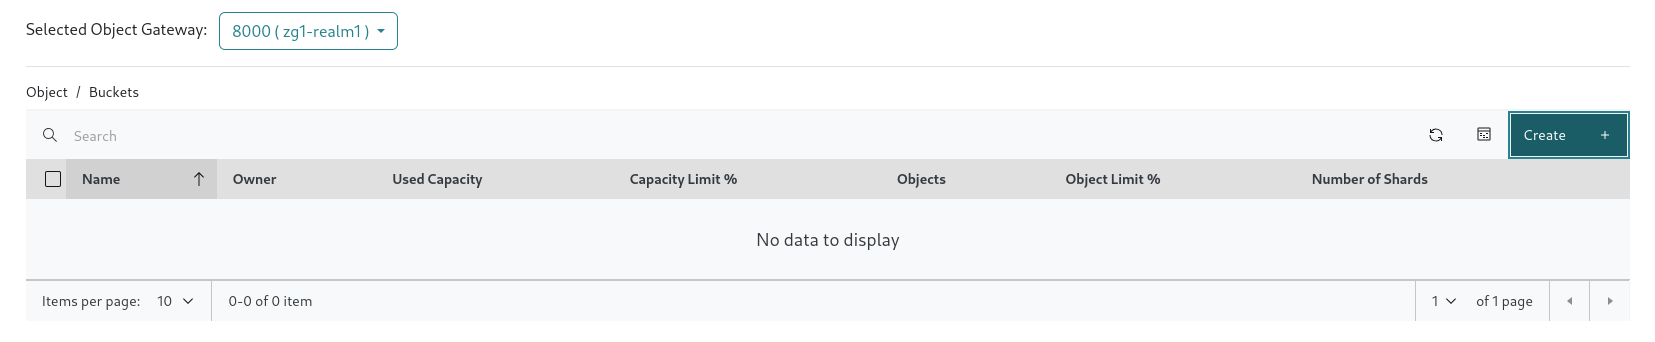 Selected Object Gateway: 8000 ( zg1-realm1 )
Object / Buckets
Search Create +
Name Owner Used Capacity Capacity Limit % Objects Object Limit % Number of Shards
No data to display
Items per page: 10 0-0 of 0 item 1 of 1 page